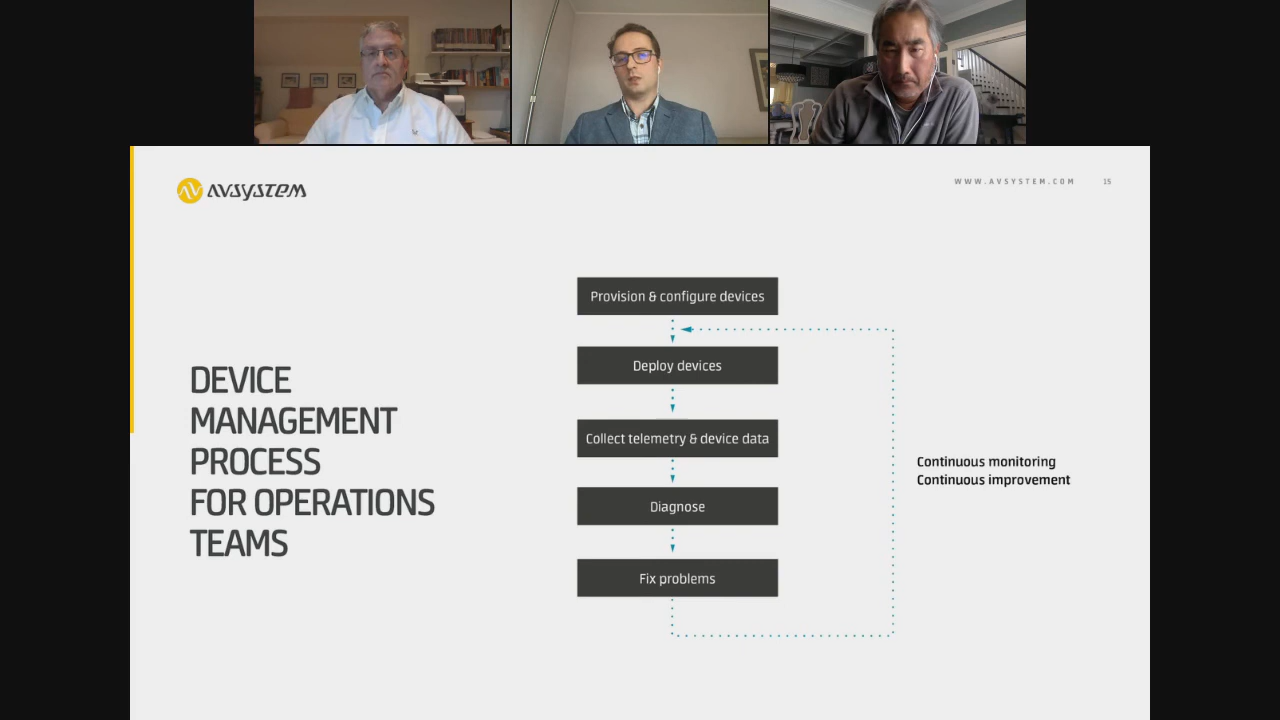 AVSYSTEM
WWW.AVSYSTEM.COM 15
Provision & configure devices
Deploy devices
Collect telemetry & device data
Diagnose
Fix problems
DEVICE
MANAGEMENT
PROCESS
FOR OPERATIONS
TEAMS
Continuous monitoring
Continuous improvement